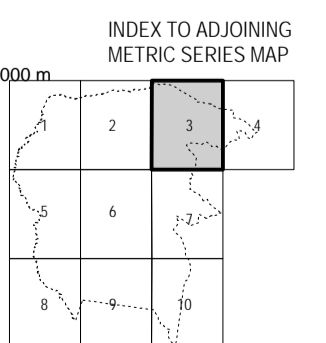 INDEX TO ADJOINING
METRIC SERIES MAP
000 m
1 2 3 4
5 6 7
8 9 10